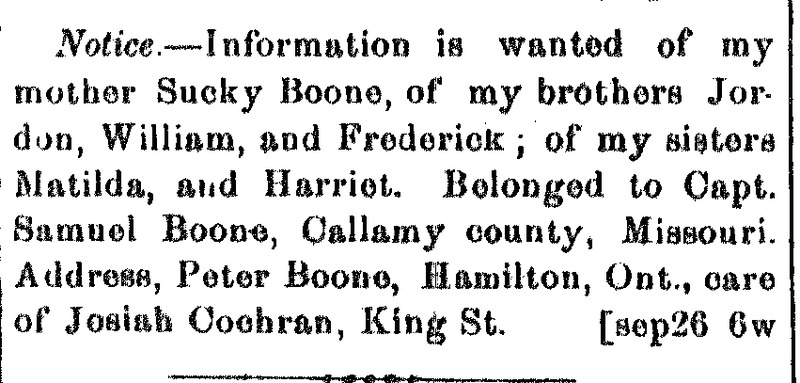 Notice.—Information is wanted of my
mother Sucky Boone, of my brothers Jor-
don, William, and Frederick; of my sisters
Matilda, and Harriet. Belonged to Capt.
Samuel Boone, Callamy county, Missouri.
Address, Peter Boone, Hamilton, Ont., care
of Josiah Cochran, King St. [sep26 6w